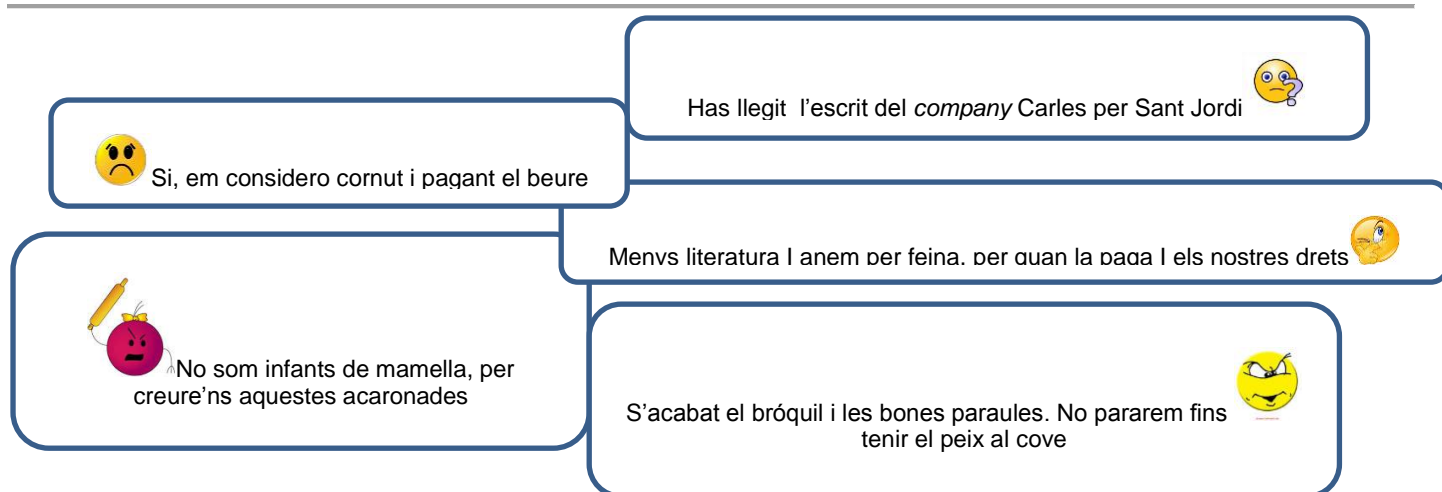 Has llegit l'escrit del company Carles per Sant Jordi
Si, em considero cornut i pagant el beure
Menys literatura I anem per feina, per quan la paga I els nostres drets
No som infants de mamella, per
creure'ns aquestes acaronades
S'acabat el bróquil i les bones paraules. No pararem fins
tenir el peix al cove